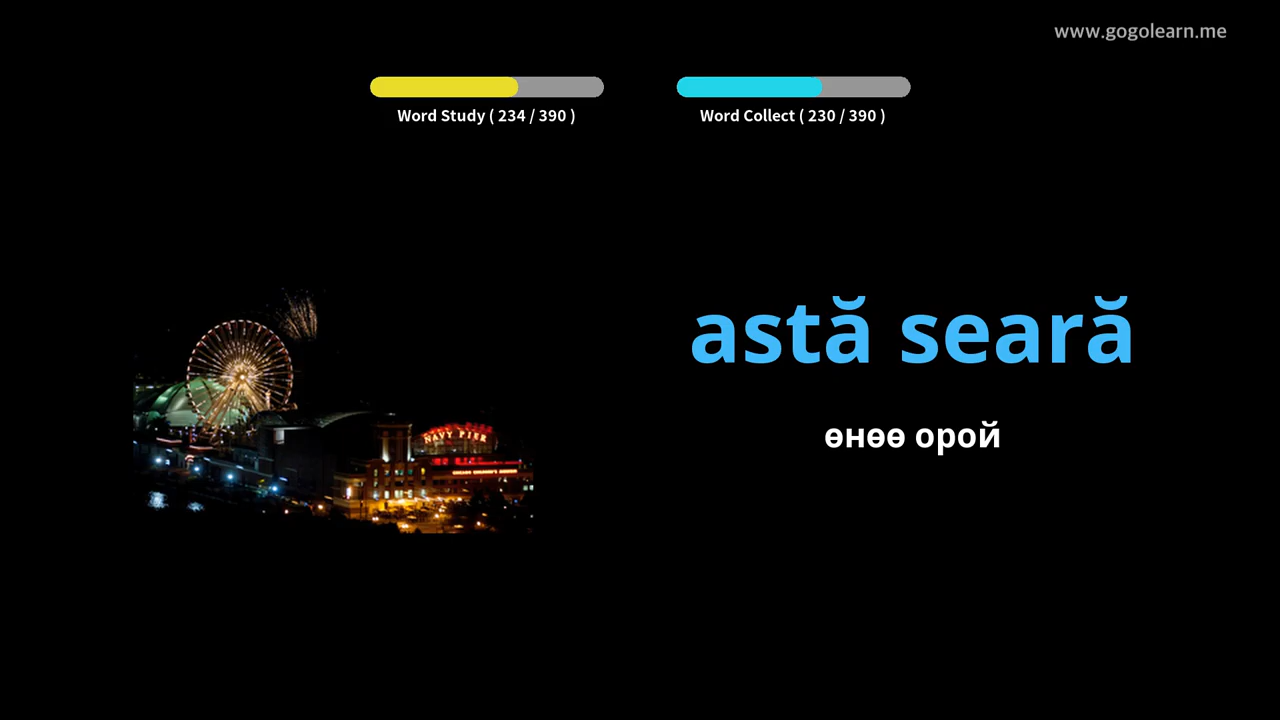 www.gogolearn.me
Word Study ( 234 / 390 )
Word Collect ( 230 / 390 )
astă seară
өнөө орой
NAVY PIER